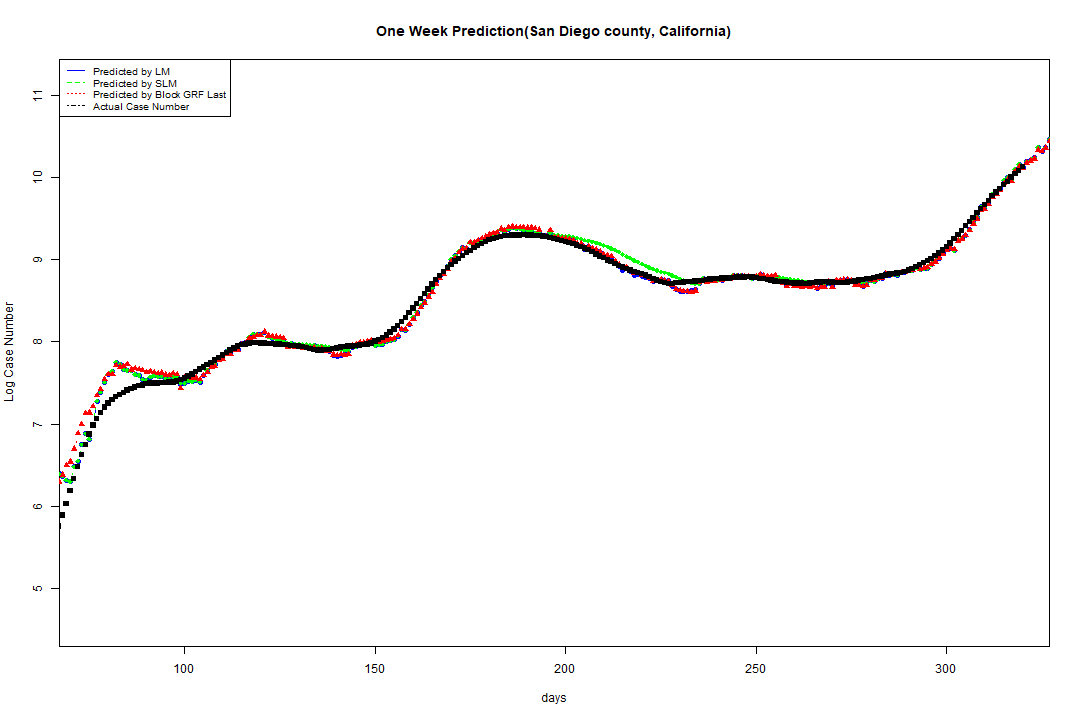 One Week Prediction(San Diego county, California)
Predicted by LM
Predicted by SLM
Predicted by Block GRF Last
Actual Case Number
11
10
9
8
7
6
5
Log Case Number
100 150 200 250 300
days